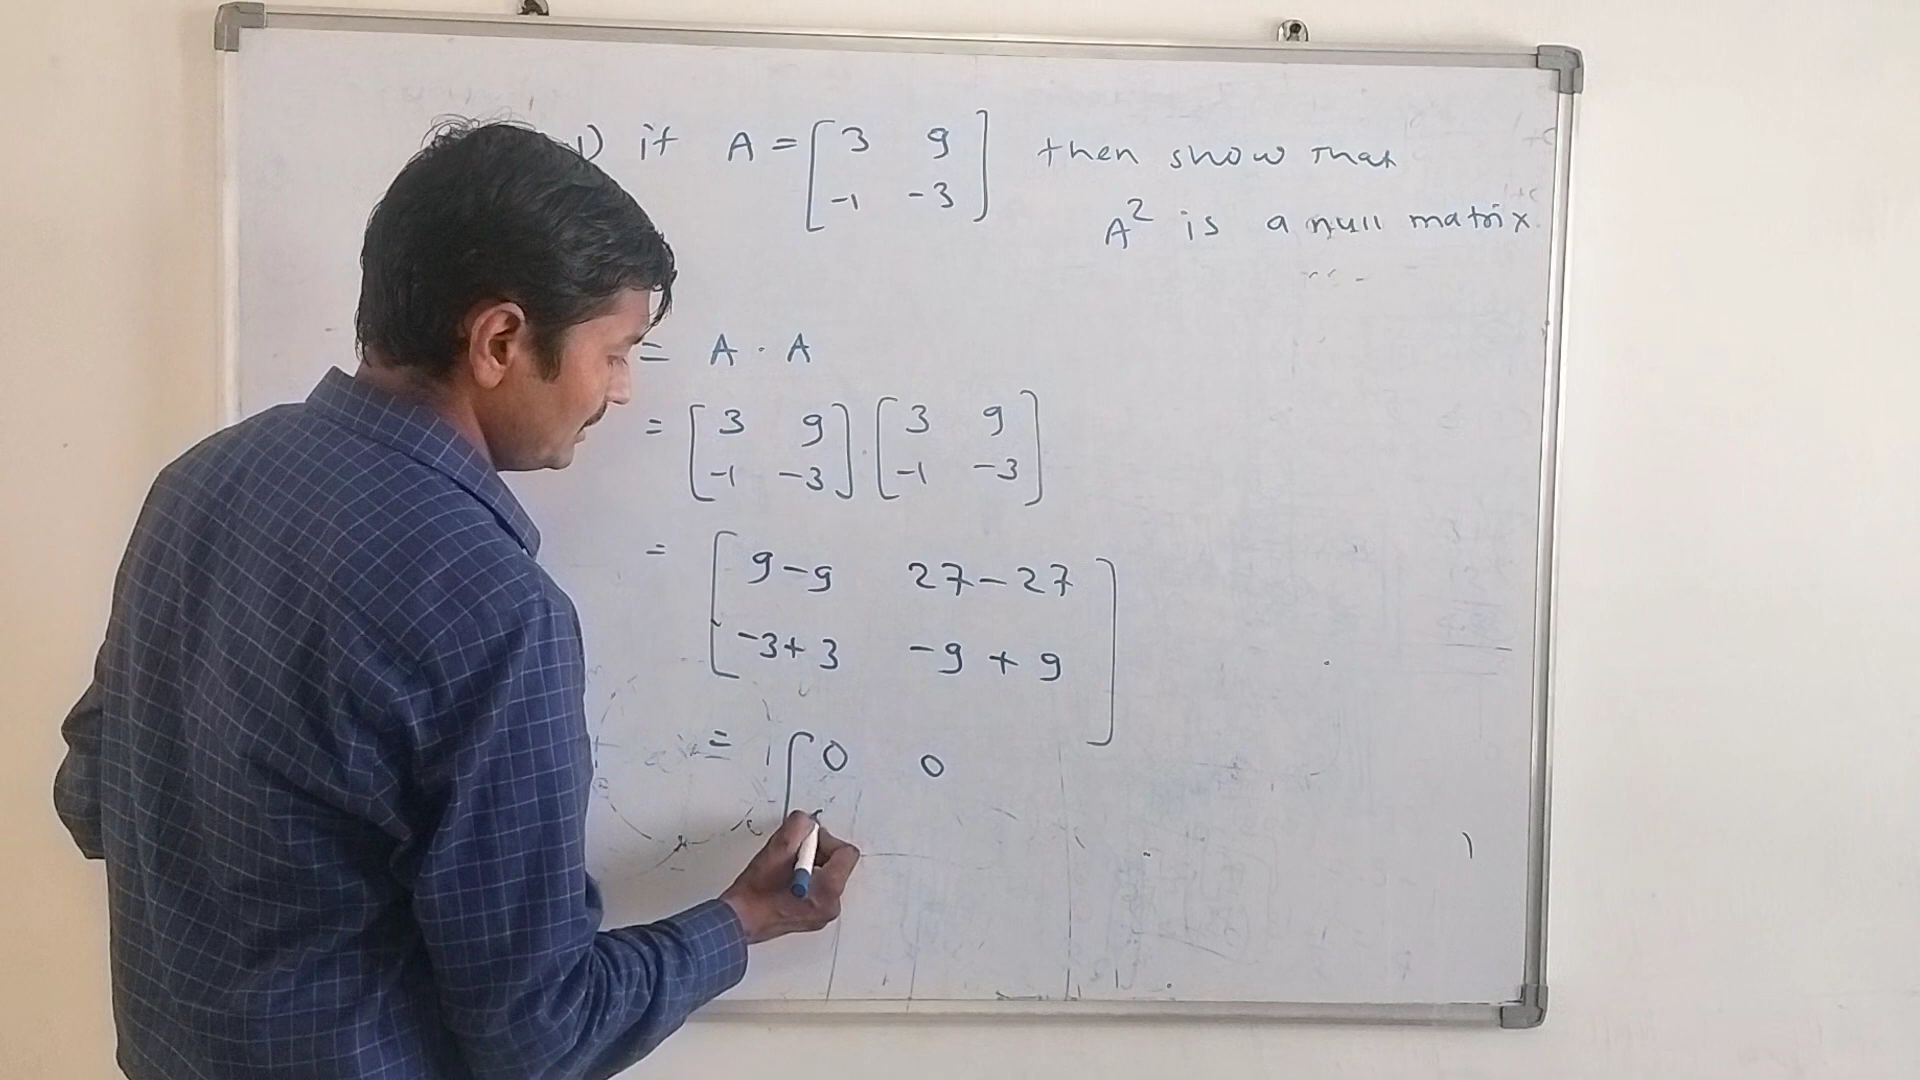 1) if A = [ 3 9 ] then show that
[ -1 -3 ]
A² is a null matrix.
= A · A
= [ 3 9 ] · [ 3 9 ]
[ -1 -3 ] [ -1 -3 ]
= [ 9-9 27-27 ]
[ -3+3 -9+9 ]
= [ 0 0